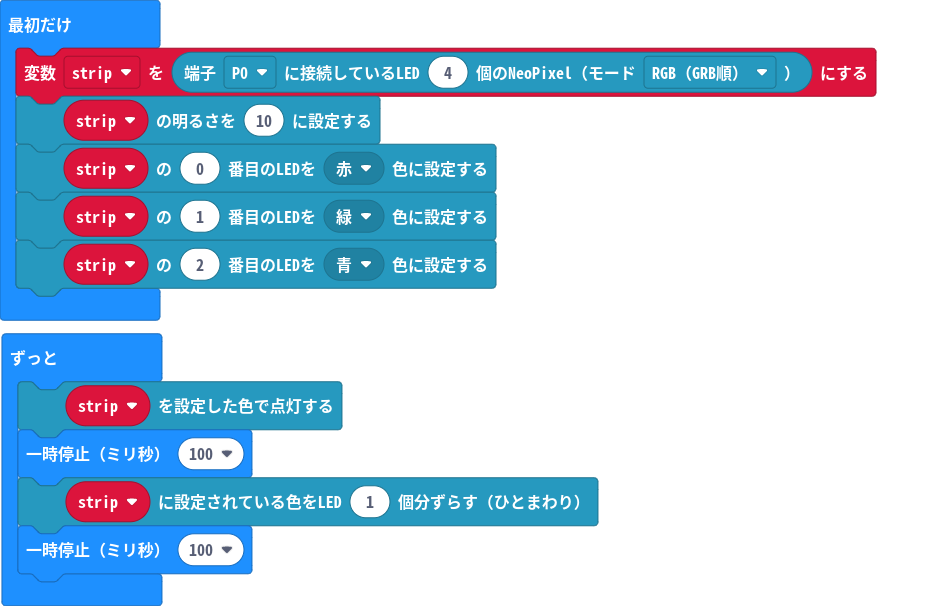 最初だけ
変数 strip を 端子 P0 に接続しているLED 4 個のNeoPixel（モード RGB（GRB順） ） にする
strip の明るさを 10 に設定する
strip の 0 番目のLEDを 赤 色に設定する
strip の 1 番目のLEDを 緑 色に設定する
strip の 2 番目のLEDを 青 色に設定する
ずっと
strip を設定した色で点灯する
一時停止（ミリ秒） 100
strip に設定されている色をLED 1 個分ずらす（ひとまわり）
一時停止（ミリ秒） 100